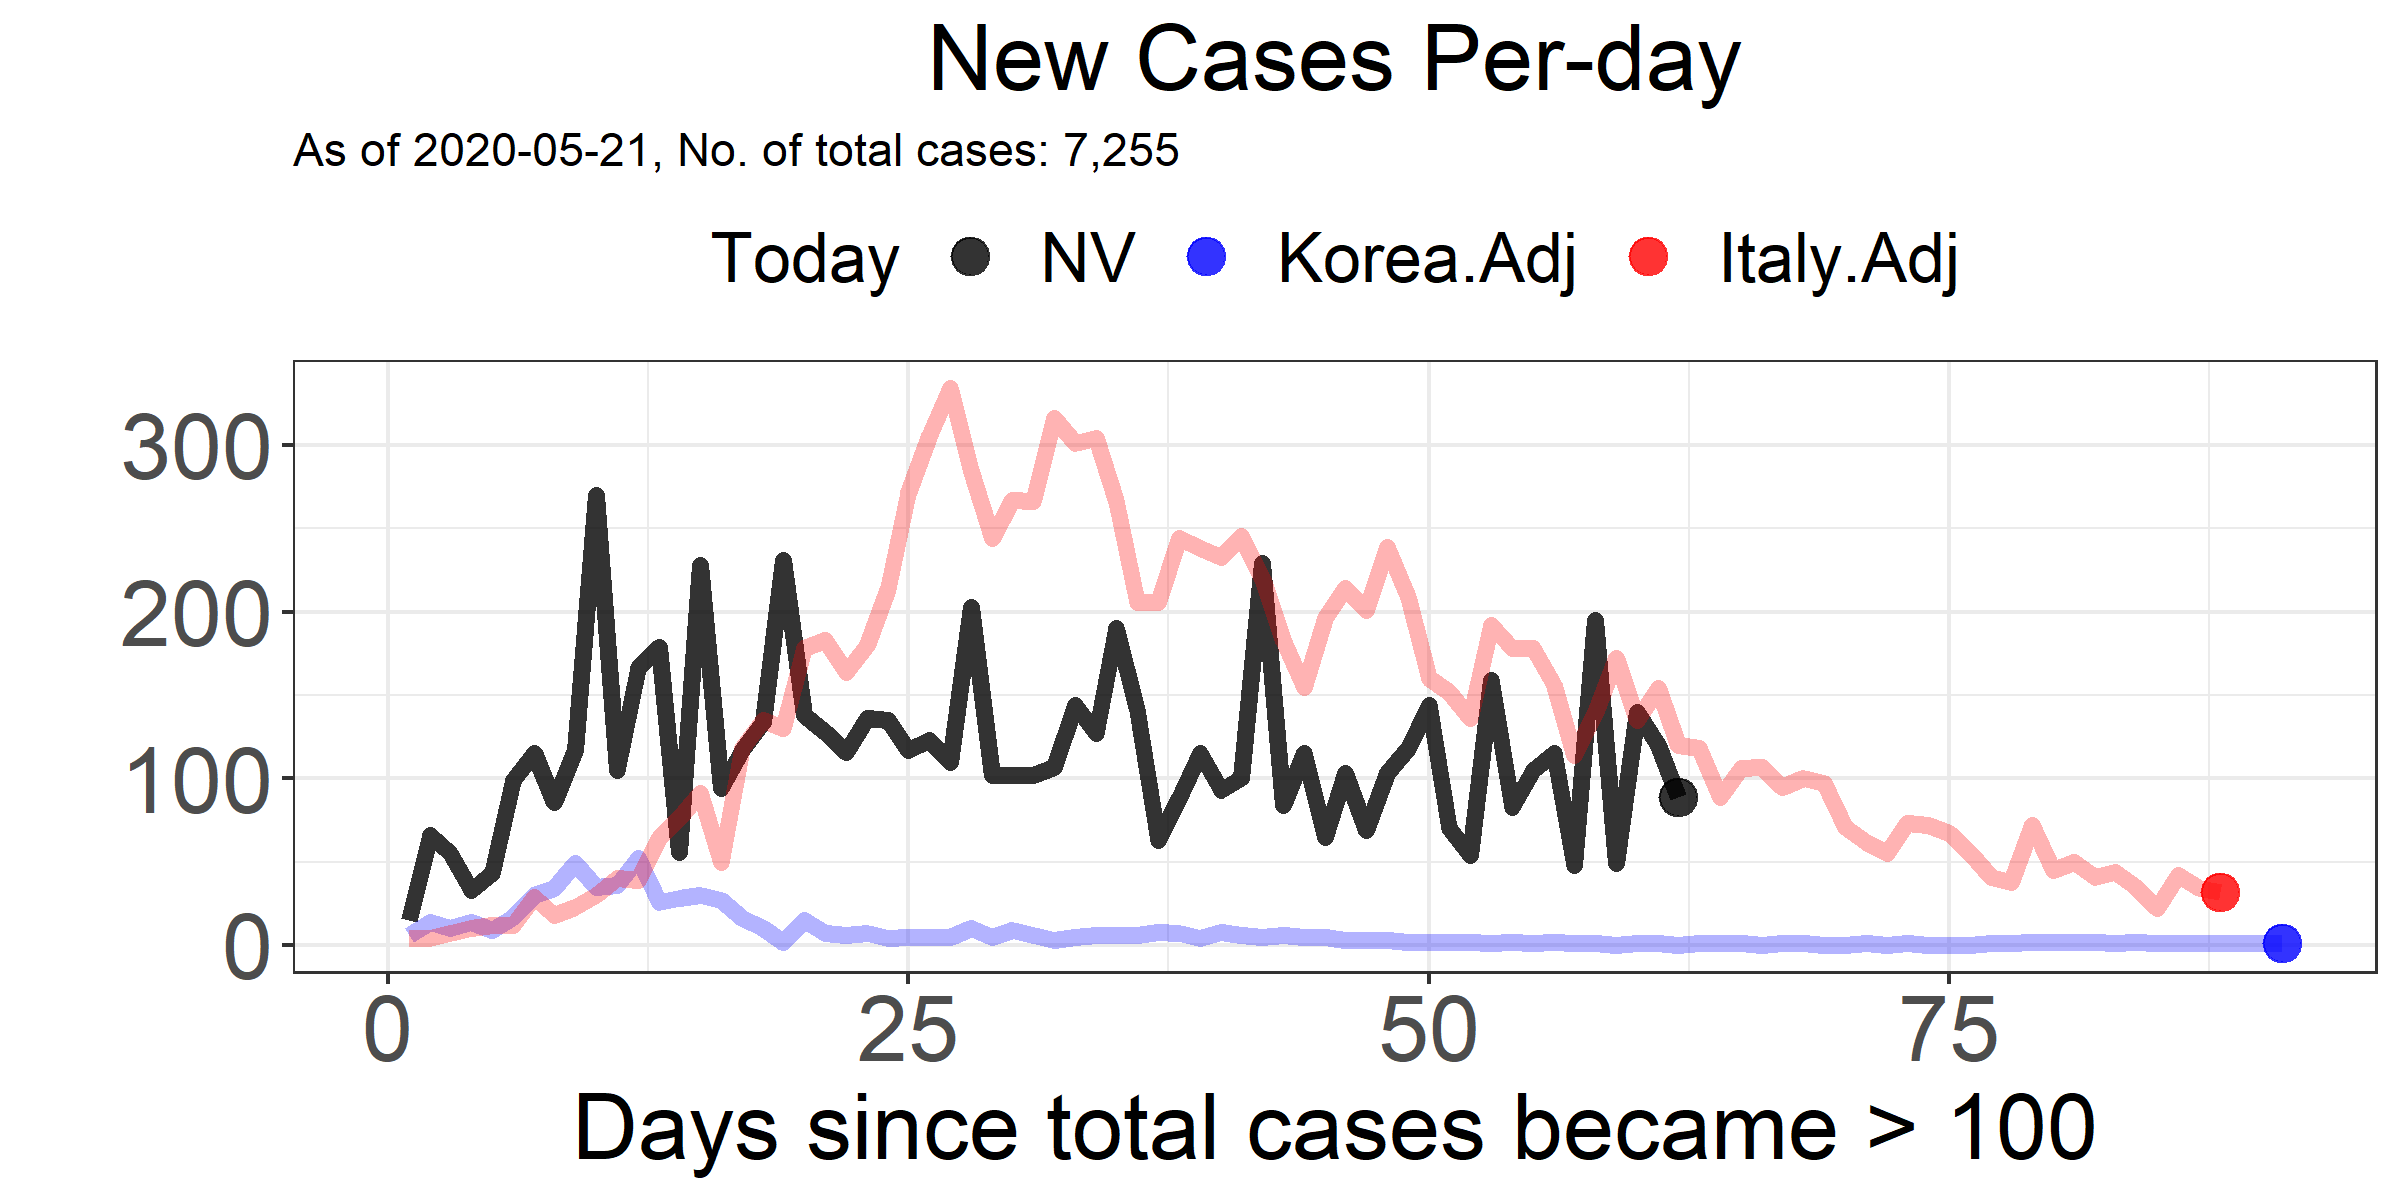 New Cases Per-day
As of 2020-05-21, No. of total cases: 7,255
Today NV Korea.Adj Italy.Adj
300
200
100
0
0 25 50 75
Days since total cases became > 100